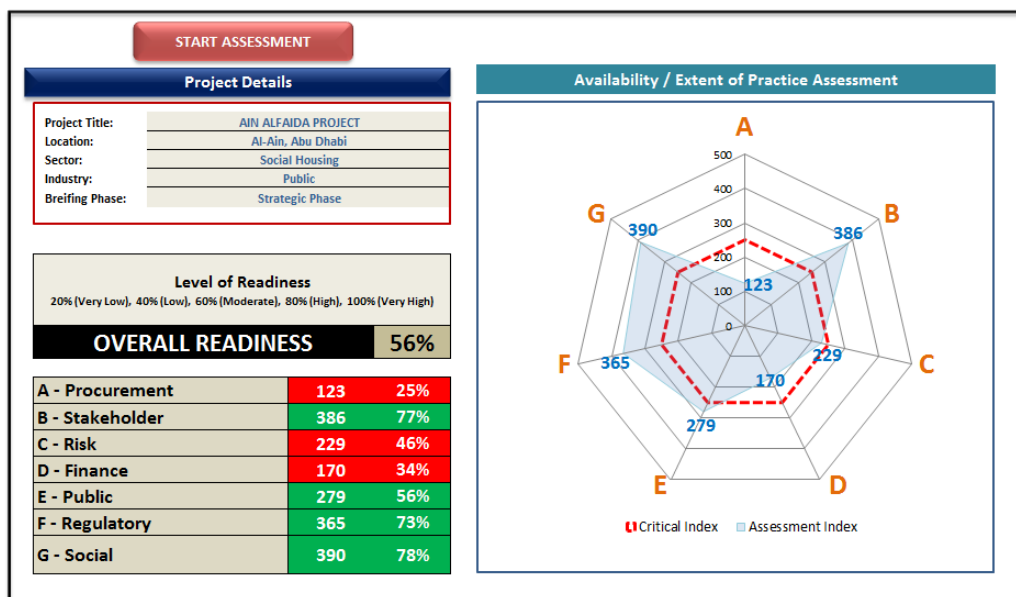 START ASSESSMENT
Project Details
Project Title: AIN ALFAIDA PROJECT
Location: Al-Ain, Abu Dhabi
Sector: Social Housing
Industry: Public
Breifing Phase: Strategic Phase
Level of Readiness
20% (Very Low), 40% (Low), 60% (Moderate), 80% (High), 100% (Very High)
OVERALL READINESS 56%
A - Procurement 123 25%
B - Stakeholder 386 77%
C - Risk 229 46%
D - Finance 170 34%
E - Public 279 56%
F - Regulatory 365 73%
G - Social 390 78%
Availability / Extent of Practice Assessment
A
500
400
300
200
100
0
G
B
390
386
123
F
C
365
229
170
279
E
D
Critical Index
Assessment Index